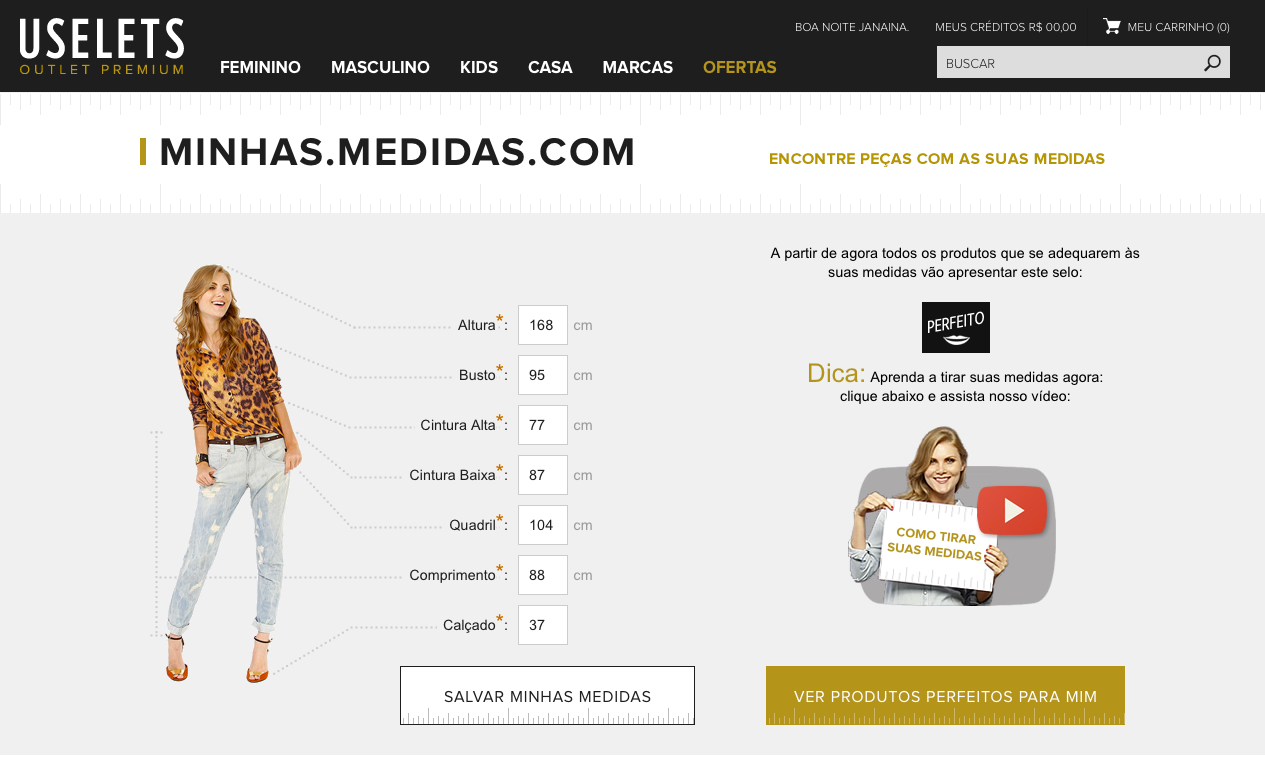 USELETS
OUTLET PREMIUM
BOA NOITE JANAINA.
MEUS CRÉDITOS R$ 00,00
MEU CARRINHO (0)
FEMININO
MASCULINO
KIDS
CASA
MARCAS
OFERTAS
BUSCAR
MINHAS.MEDIDAS.COM
ENCONTRE PEÇAS COM AS SUAS MEDIDAS
A partir de agora todos os produtos que se adequarem às
suas medidas vão apresentar este selo:
PERFEITO
Dica: Aprenda a tirar suas medidas agora:
clique abaixo e assista nosso vídeo:
COMO TIRAR
SUAS MEDIDAS
Altura*: 168 cm
Busto*: 95 cm
Cintura Alta*: 77 cm
Cintura Baixa*: 87 cm
Quadril*: 104 cm
Comprimento*: 88 cm
Calçado*: 37
SALVAR MINHAS MEDIDAS
VER PRODUTOS PERFEITOS PARA MIM